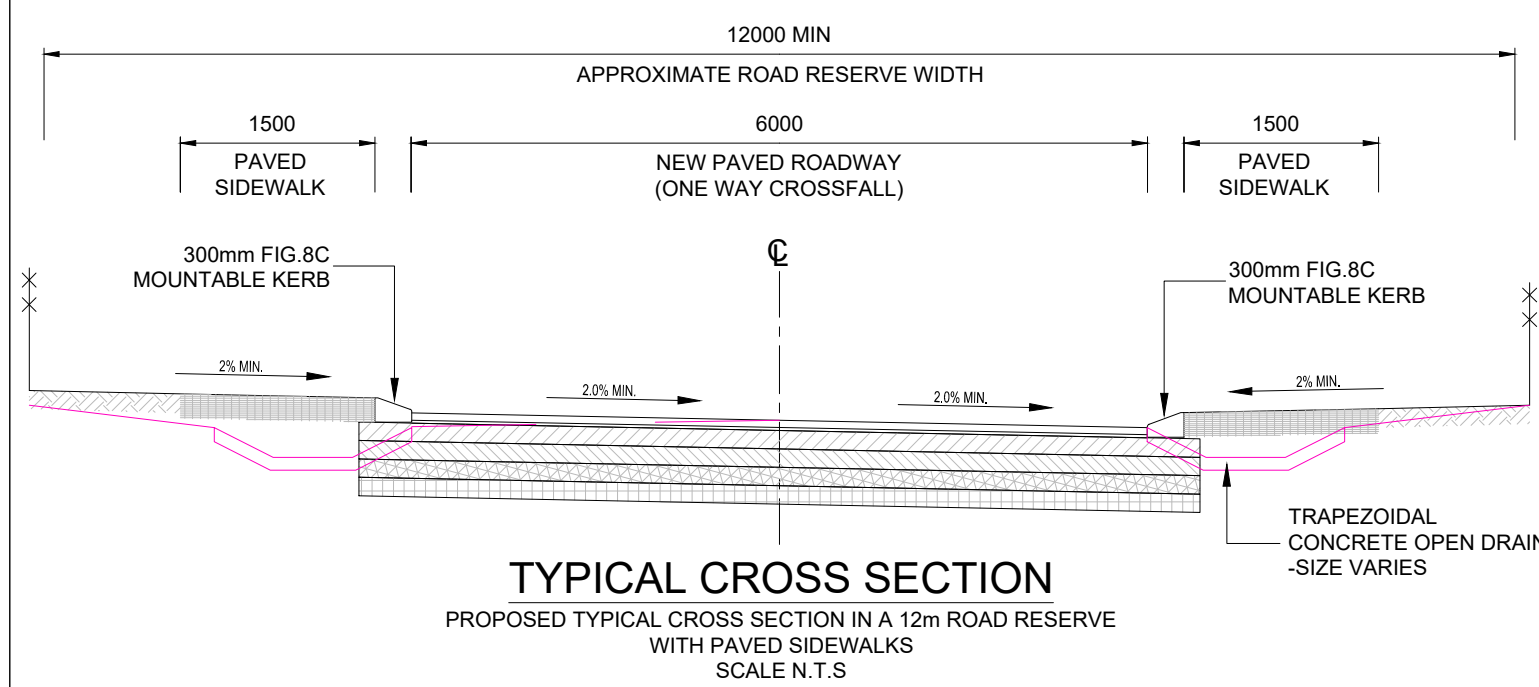 12000 MIN
APPROXIMATE ROAD RESERVE WIDTH
1500
6000
1500
PAVED
SIDEWALK
NEW PAVED ROADWAY
(ONE WAY CROSSFALL)
PAVED
SIDEWALK
300mm FIG.8C
MOUNTABLE KERB
℄
300mm FIG.8C
MOUNTABLE KERB
2% MIN.
2.0% MIN.
2.0% MIN.
2% MIN.
TRAPEZOIDAL
CONCRETE OPEN DRAIN
-SIZE VARIES
TYPICAL CROSS SECTION
PROPOSED TYPICAL CROSS SECTION IN A 12m ROAD RESERVE
WITH PAVED SIDEWALKS
SCALE N.T.S